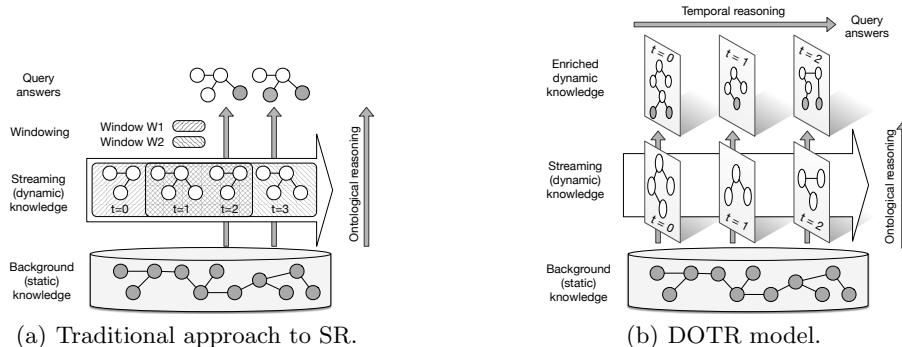 Query
answers
Windowing
Window W1
Window W2
Streaming
(dynamic)
knowledge
t=0
t=1
t=2
t=3
Ontological reasoning
Background
(static)
knowledge
(a) Traditional approach to SR.
Temporal reasoning
Query
answers
Enriched
dynamic
knowledge
t = 0
t = 1
t = 2
Streaming
(dynamic)
knowledge
t = 0
t = 1
t = 2
Ontological reasoning
Background
(static)
knowledge
(b) DOTR model.